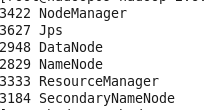 3422 NodeManager
3627 Jps
2948 DataNode
2829 NameNode
3333 ResourceManager
3184 SecondaryNameNode